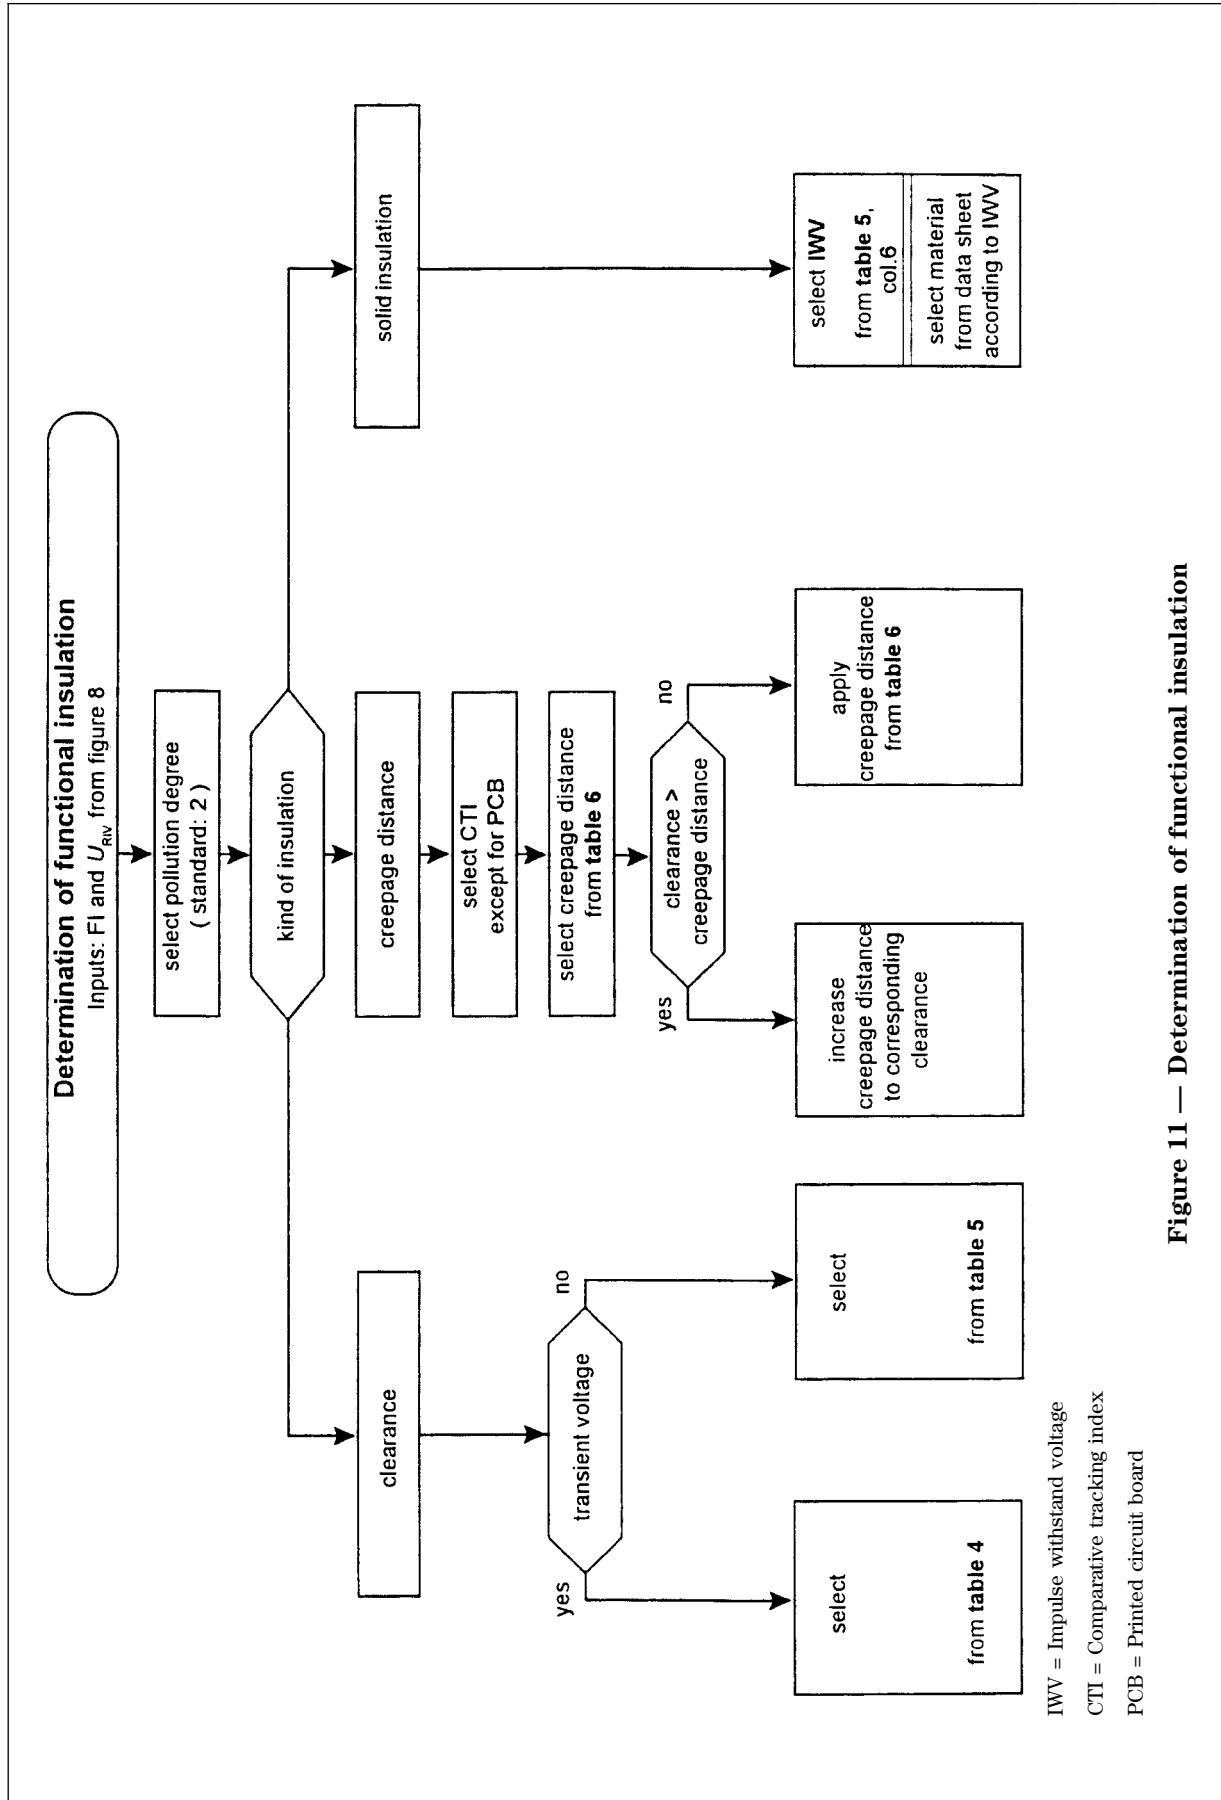 Determination of functional insulation
Inputs: FI and URIV from figure 8
select pollution degree
( standard: 2 )
kind of insulation
clearance
creepage distance
solid insulation
select CTI
except for PCB
transient voltage
select creepage distance
from table 6
yes
no
clearance >
creepage distance
yes
no
select
from table 4
select
from table 5
increase
creepage distance
to corresponding
clearance
apply
creepage distance
from table 6
select IWV
from table 5,
col.6
select material
from data sheet
according to IWV
IWV = Impulse withstand voltage
CTI = Comparative tracking index
PCB = Printed circuit board
Figure 11 — Determination of functional insulation